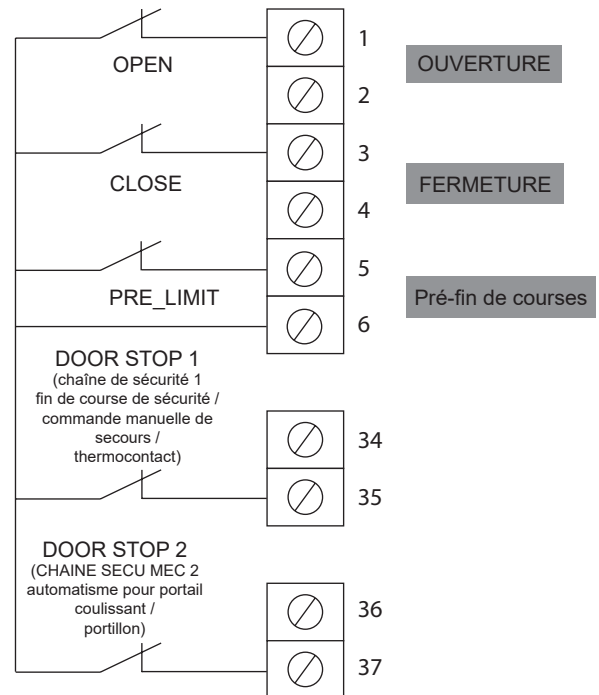 1
OPEN
OUVERTURE
2
3
CLOSE
FERMETURE
4
5
PRE_LIMIT
Pré-fin de courses
6
DOOR STOP 1
(chaîne de sécurité 1
fin de course de sécurité /
commande manuelle de
secours /
thermocontact)
34
35
DOOR STOP 2
(CHAINE SECU MEC 2
automatisme pour portail
coulissant /
portillon)
36
37